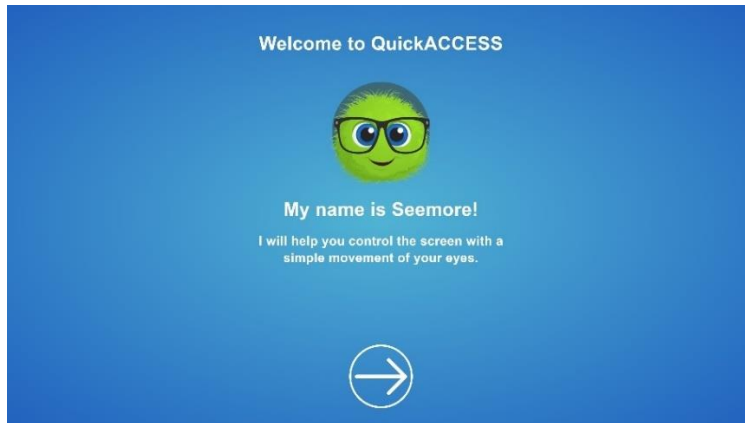 Welcome to QuickACCESS
My name is Seemore!
I will help you control the screen with a
simple movement of your eyes.